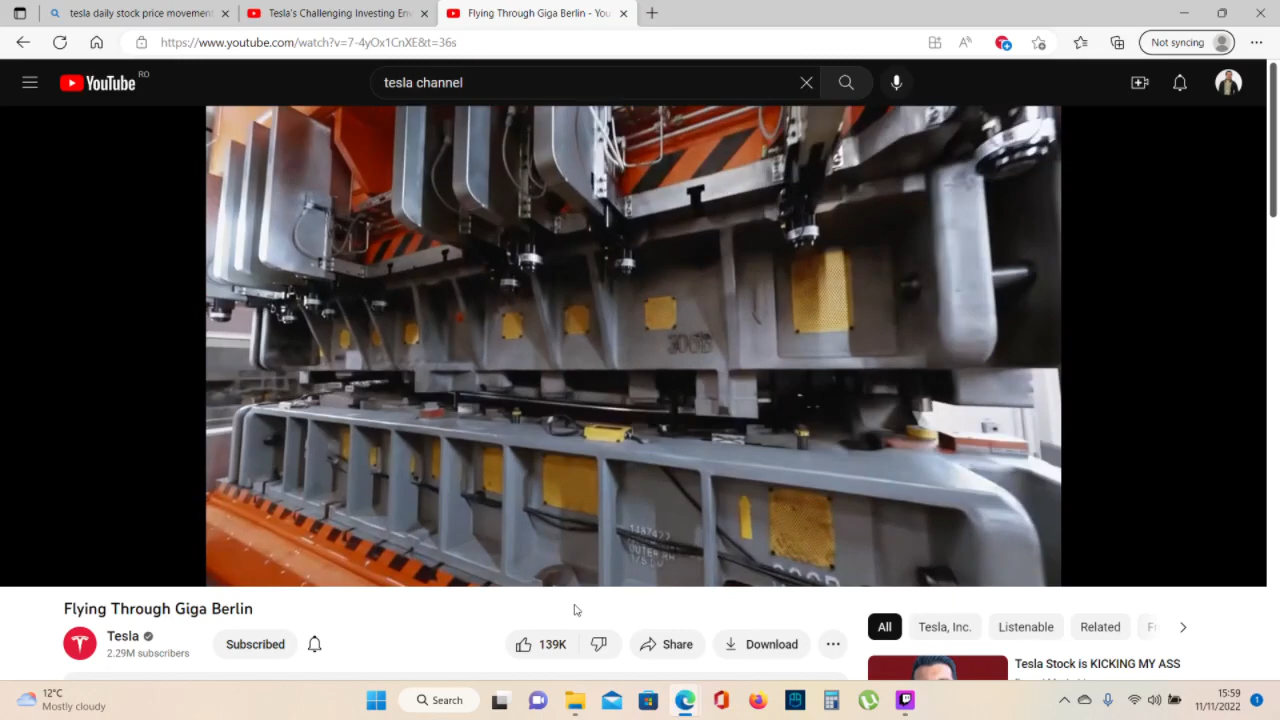 tesla daily stock price movement
Tesla's Challenging Investing Env
Flying Through Giga Berlin - You
https://www.youtube.com/watch?v=7-4yOx1CnXE&t=36s
Not syncing
YouTube RO
tesla channel
Flying Through Giga Berlin
Tesla
2.29M subscribers
Subscribed
139K
Share
Download
All
Tesla, Inc.
Listenable
Related
Tesla Stock is KICKING MY ASS
12°C
Mostly cloudy
Search
15:59
11/11/2022
1